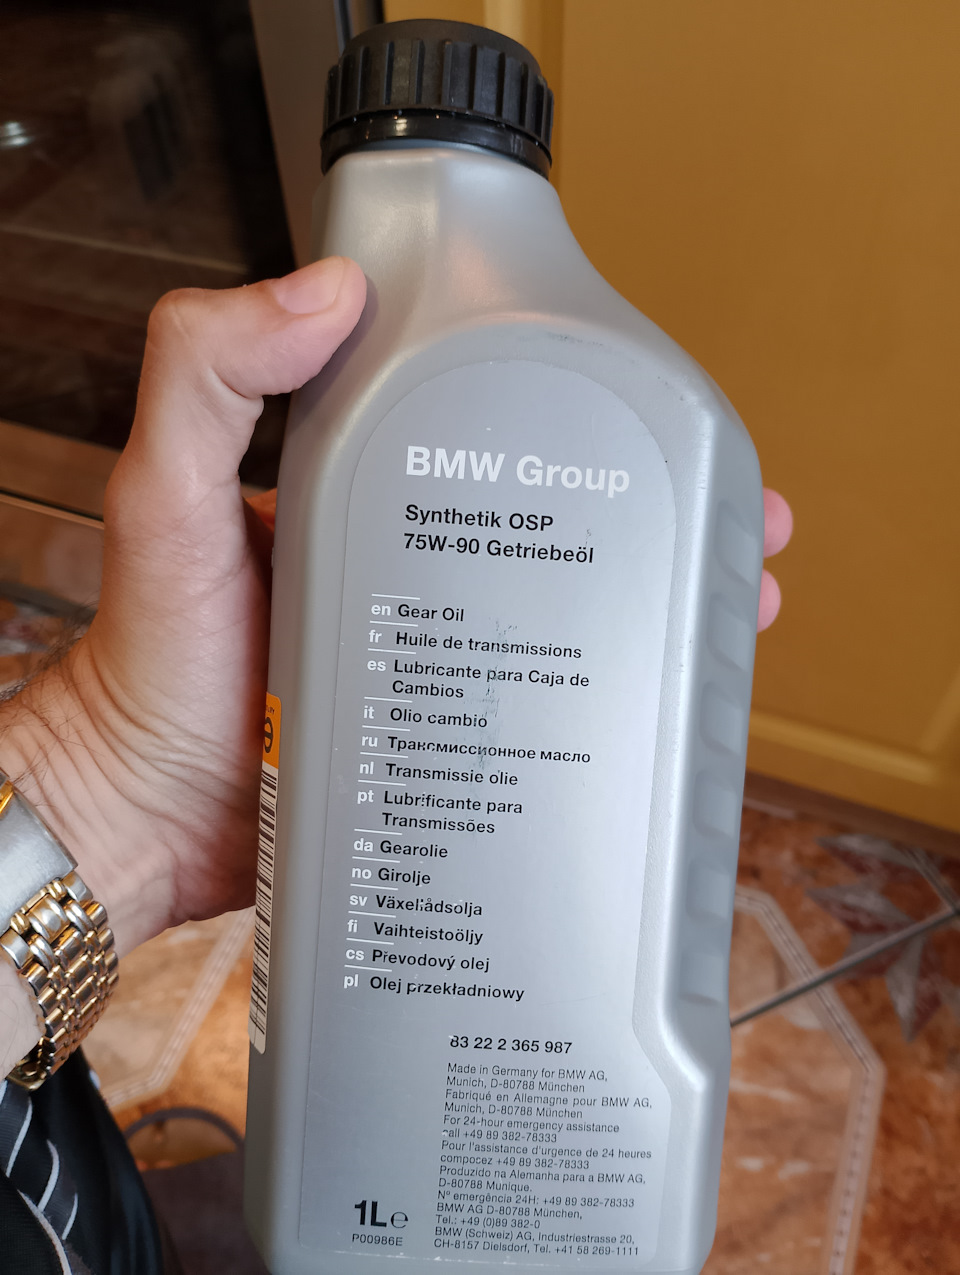 BMW Group
Synthetik OSP
75W-90 Getriebeöl
en Gear Oil
fr Huile de transmissions
es Lubricante para Caja de
Cambios
it Olio cambio
ru Трансмиссионное масло
nl Transmissie olie
pt Lubrificante para
Transmissões
da Gearolie
no Girolje
sv Växellådsolja
fi Vaihteistoöljy
cs Převodový olej
pl Olej przekładniowy
83 22 2 365 987
Made in Germany for BMW AG,
Munich, D-80788 München
Fabriqué en Allemagne pour BMW AG,
Munich, D-80788 München
For 24-hour emergency assistance
call +49 89 382-78333
Pour l'assistance d'urgence de 24 heures
composez +49 89 382-78333
Produzido na Alemanha para a BMW AG,
D-80788 Munique.
Nº emergência 24H: +49 89 382-78333
BMW AG D-80788 München,
Tel.: +49 (0)89 382-0
BMW (Schweiz) AG, Industriestrasse 20,
CH-8157 Dielsdorf, Tel. +41 58 269-1111
1L℮
P00986E